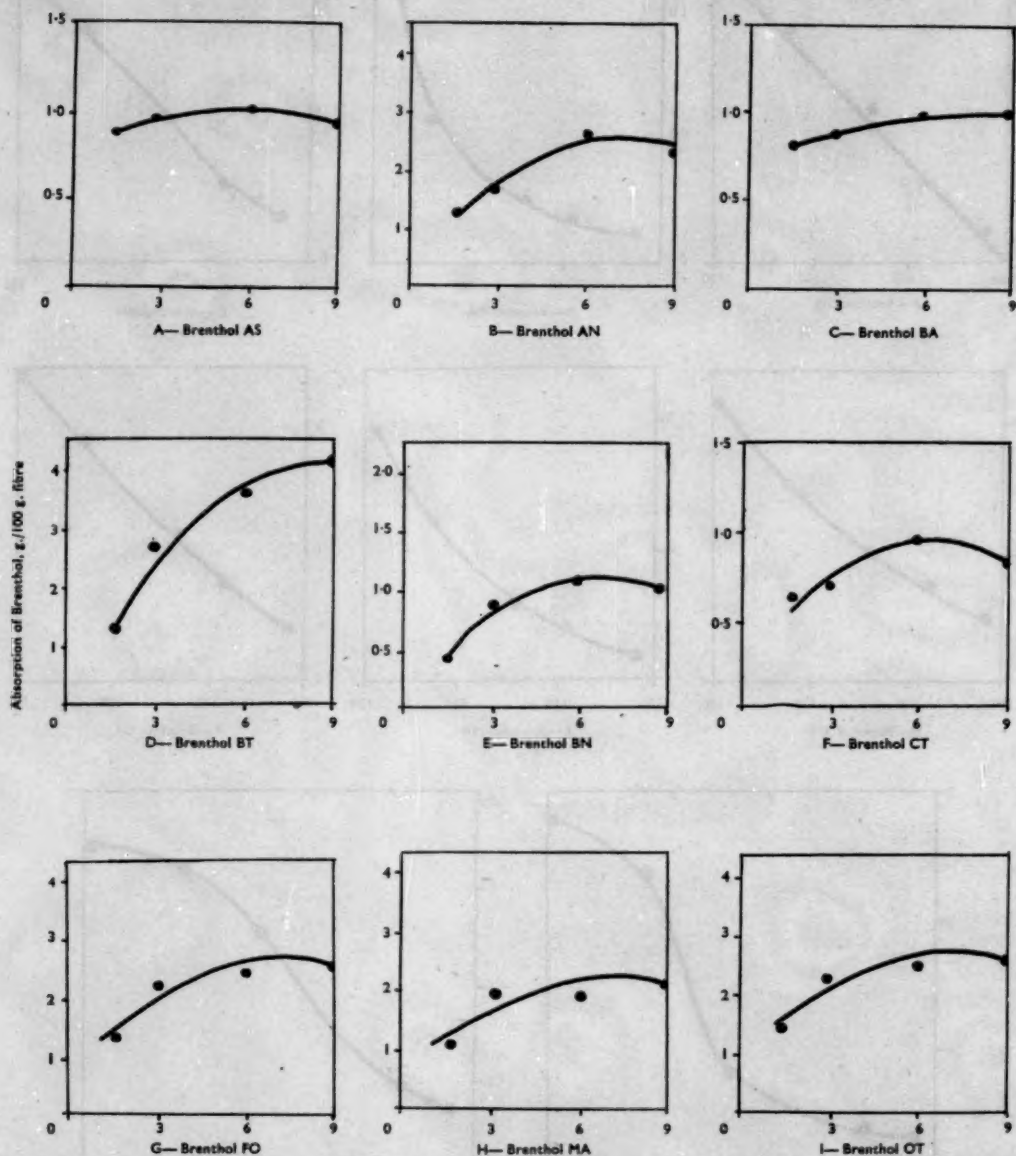 1·5
1·0
0·5
0 3 6 9
A— Brenthol AS
4
3
2
1
0 3 6 9
B— Brenthol AN
1·5
1·0
0·5
0 3 6 9
C— Brenthol BA
Absorption of Brenthol, g./100 g. fibre
4
3
2
1
0 3 6 9
D— Brenthol BT
2·0
1·5
1·0
0·5
0 3 6 9
E— Brenthol BN
1·5
1·0
0·5
0 3 6 9
F— Brenthol CT
4
3
2
1
0 3 6 9
G— Brenthol FO
4
3
2
1
0 3 6 9
H— Brenthol MA
4
3
2
1
0 3 6 9
I— Brenthol OT